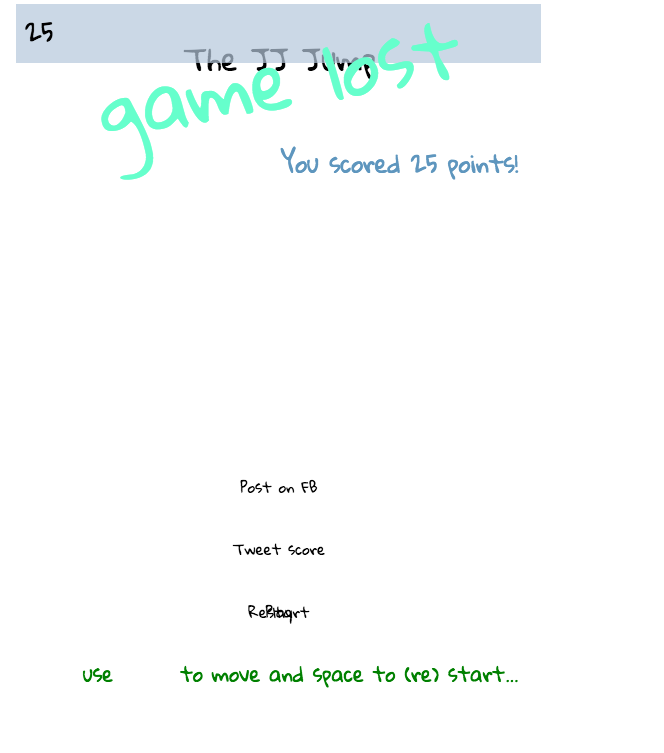 25
The JJ Jump
game lost
You scored 25 points!
Post on FB
Tweet score
Restart
use to move and space to (re) start...